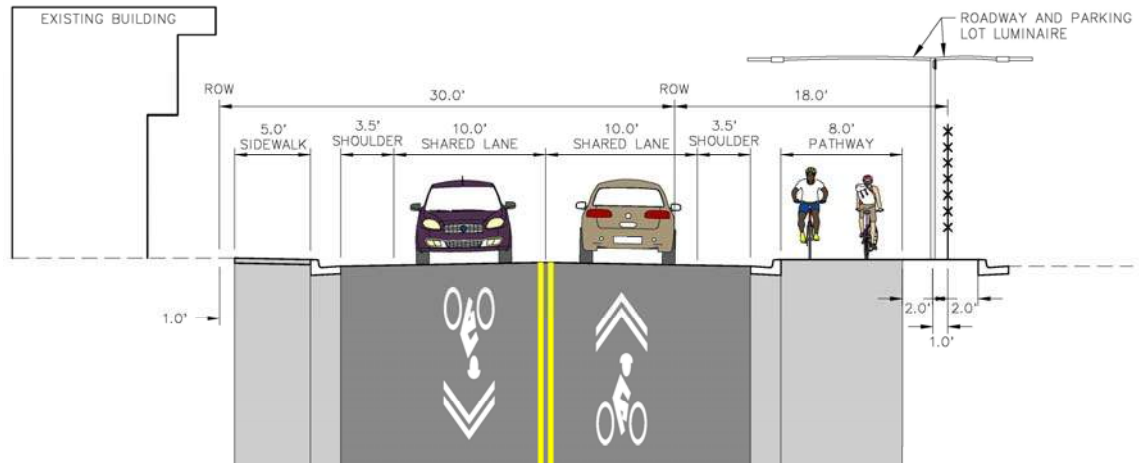 EXISTING BUILDING
ROADWAY AND PARKING
LOT LUMINAIRE
ROW
30.0'
ROW
18.0'
5.0'
SIDEWALK
3.5'
SHOULDER
10.0'
SHARED LANE
10.0'
SHARED LANE
3.5'
SHOULDER
8.0'
PATHWAY
1.0'
2.0'
2.0'
1.0'